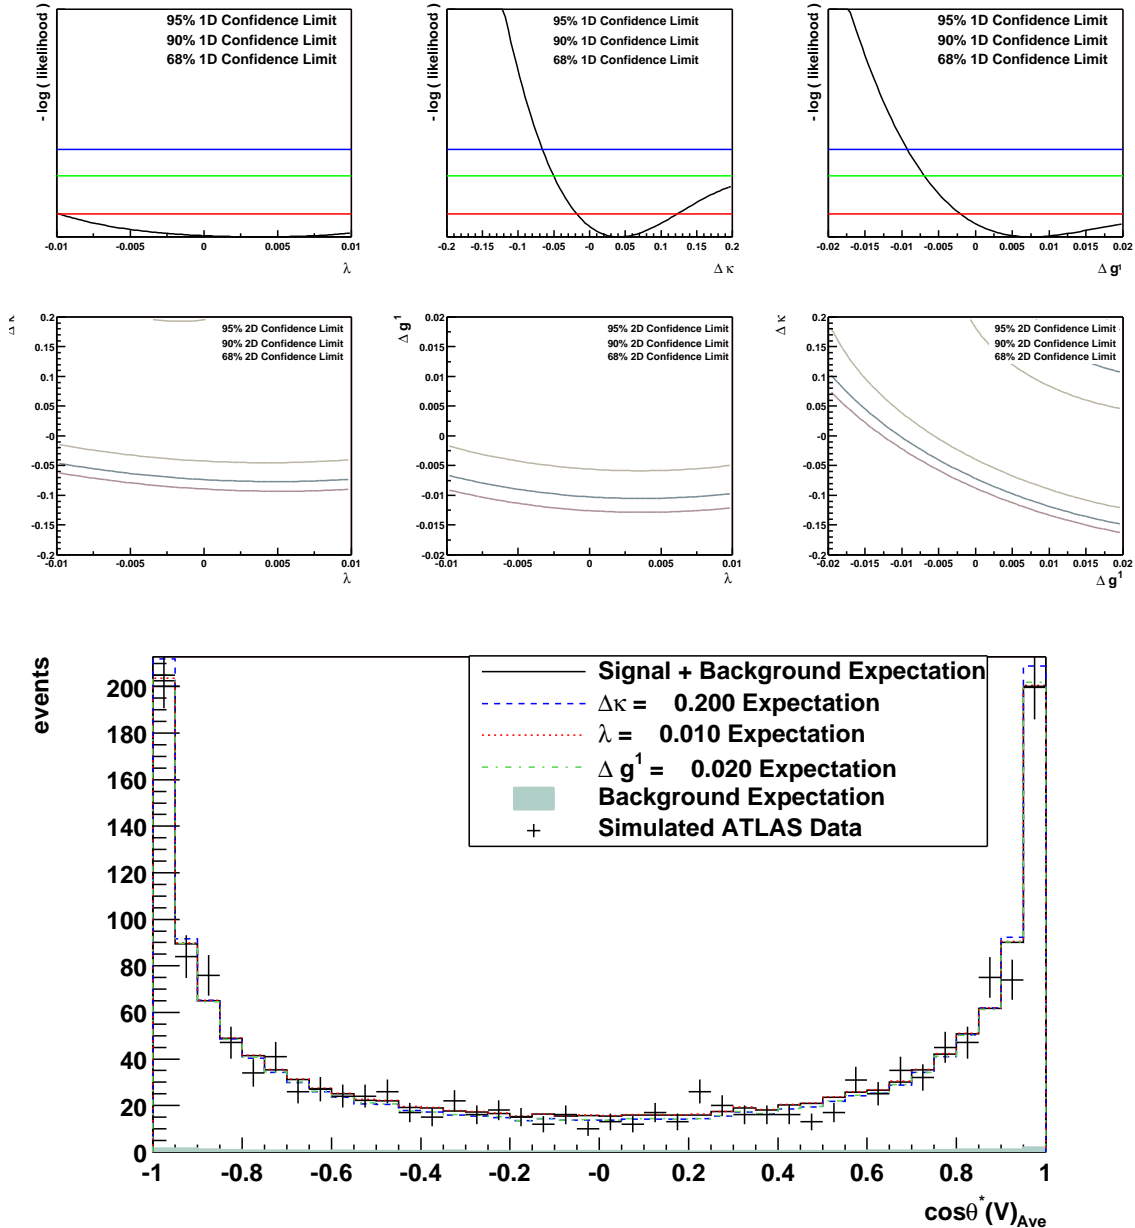 - log ( likelihood )
95% 1D Confidence Limit
90% 1D Confidence Limit
68% 1D Confidence Limit
-0.01 -0.005 0 0.005 0.01
λ
- log ( likelihood )
95% 1D Confidence Limit
90% 1D Confidence Limit
68% 1D Confidence Limit
-0.2 -0.15 -0.1 -0.05 -0 0.05 0.1 0.15 0.2
Δ κ
- log ( likelihood )
95% 1D Confidence Limit
90% 1D Confidence Limit
68% 1D Confidence Limit
-0.02 -0.015 -0.01 -0.005 0 0.005 0.01 0.015 0.02
Δ g¹
Δ κ
95% 2D Confidence Limit
90% 2D Confidence Limit
68% 2D Confidence Limit
0.2
0.15
0.1
0.05
-0
-0.05
-0.1
-0.15
-0.2
-0.01 -0.005 0 0.005 0.01
λ
Δ g¹
95% 2D Confidence Limit
90% 2D Confidence Limit
68% 2D Confidence Limit
0.02
0.015
0.01
0.005
0
-0.005
-0.01
-0.015
-0.02
-0.01 -0.005 0 0.005 0.01
λ
Δ κ
95% 2D Confidence Limit
90% 2D Confidence Limit
68% 2D Confidence Limit
0.2
0.15
0.1
0.05
-0
-0.05
-0.1
-0.15
-0.2
-0.02 -0.015 -0.01 -0.005 0 0.005 0.01 0.015 0.02
Δ g¹
events
Signal + Background Expectation
Δκ = 0.200 Expectation
λ = 0.010 Expectation
Δ g¹ = 0.020 Expectation
Background Expectation
Simulated ATLAS Data
200
180
160
140
120
100
80
60
40
20
0
-1 -0.8 -0.6 -0.4 -0.2 -0 0.2 0.4 0.6 0.8 1
cosθ*(V)Ave